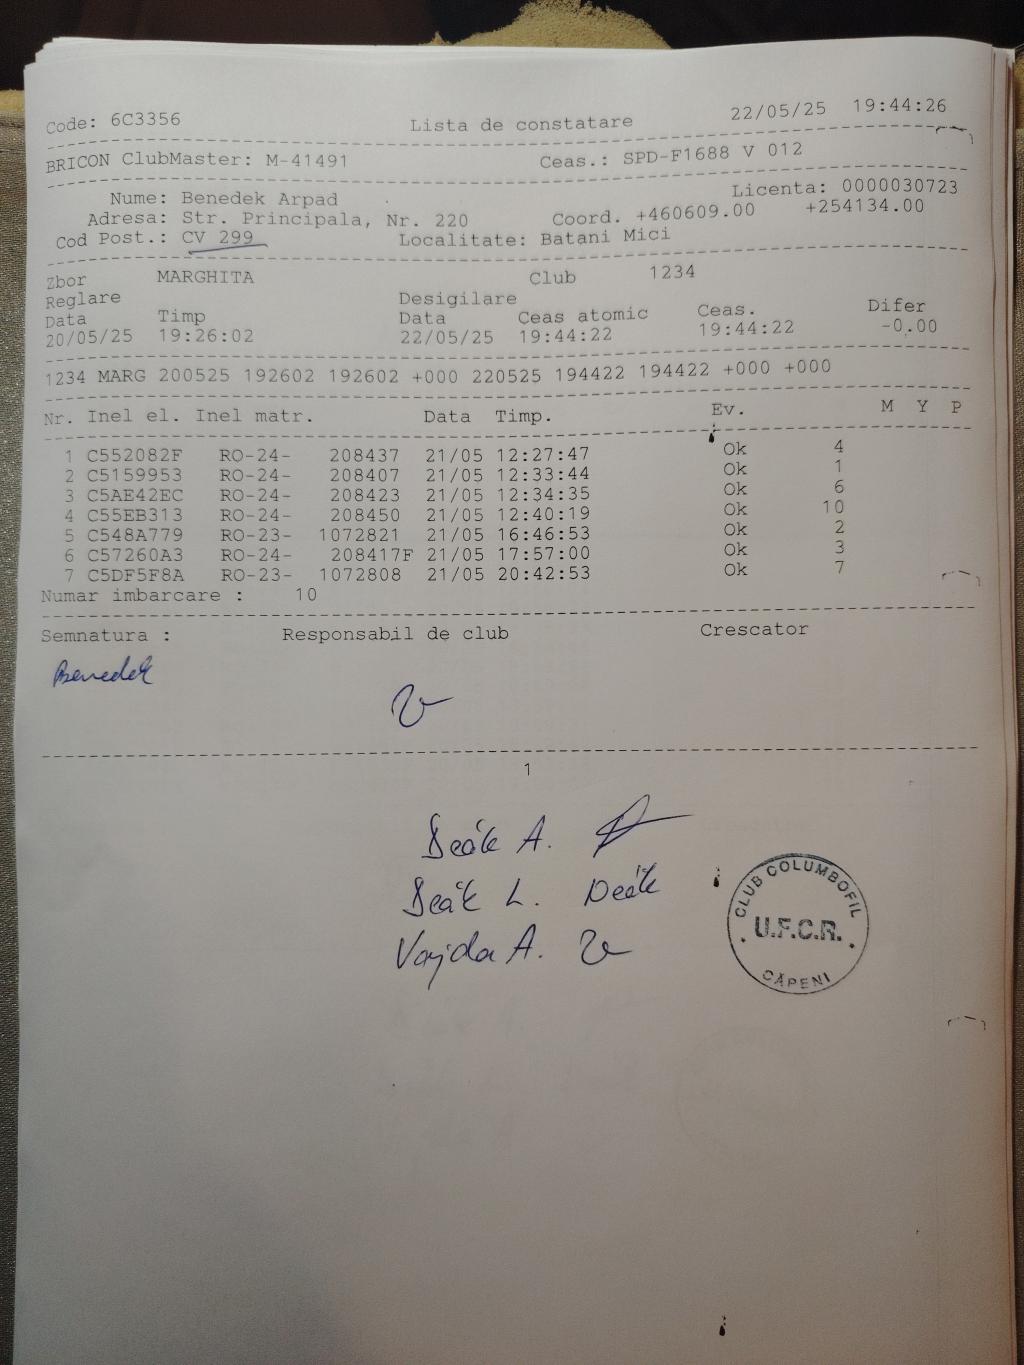 Code: 6C3356 Lista de constatare 22/05/25 19:44:26
BRICON ClubMaster: M-41491 Ceas.: SPD-F1688 V 012
Nume: Benedek Arpad Licenta: 0000030723
Adresa: Str. Principala, Nr. 220 Coord. +460609.00 +254134.00
Cod Post.: CV 299 Localitate: Batani Mici
Zbor MARGHITA Club 1234
Reglare Desigilare
Data Timp Data Ceas atomic Ceas. Difer
20/05/25 19:26:02 22/05/25 19:44:22 19:44:22 -0.00
1234 MARG 200525 192602 192602 +000 220525 194422 194422 +000 +000
Nr. Inel el. Inel matr. Data Timp. Ev. M Y P
1 C552082F RO-24- 208437 21/05 12:27:47 Ok 4
2 C5159953 RO-24- 208407 21/05 12:33:44 Ok 1
3 C5AE42EC RO-24- 208423 21/05 12:34:35 Ok 6
4 C55EB313 RO-24- 208450 21/05 12:40:19 Ok 10
5 C548A779 RO-23- 1072821 21/05 16:46:53 Ok 2
6 C57260A3 RO-24- 208417F 21/05 17:57:00 Ok 3
7 C5DF5F8A RO-23- 1072808 21/05 20:42:53 Ok 7
Numar imbarcare : 10
Semnatura : Responsabil de club Crescator
Benedek
1
Deák A.
Deák L. Deák
Vajda A.
CLUB COLUMBOFIL
U.F.C.R.
CĂPENI